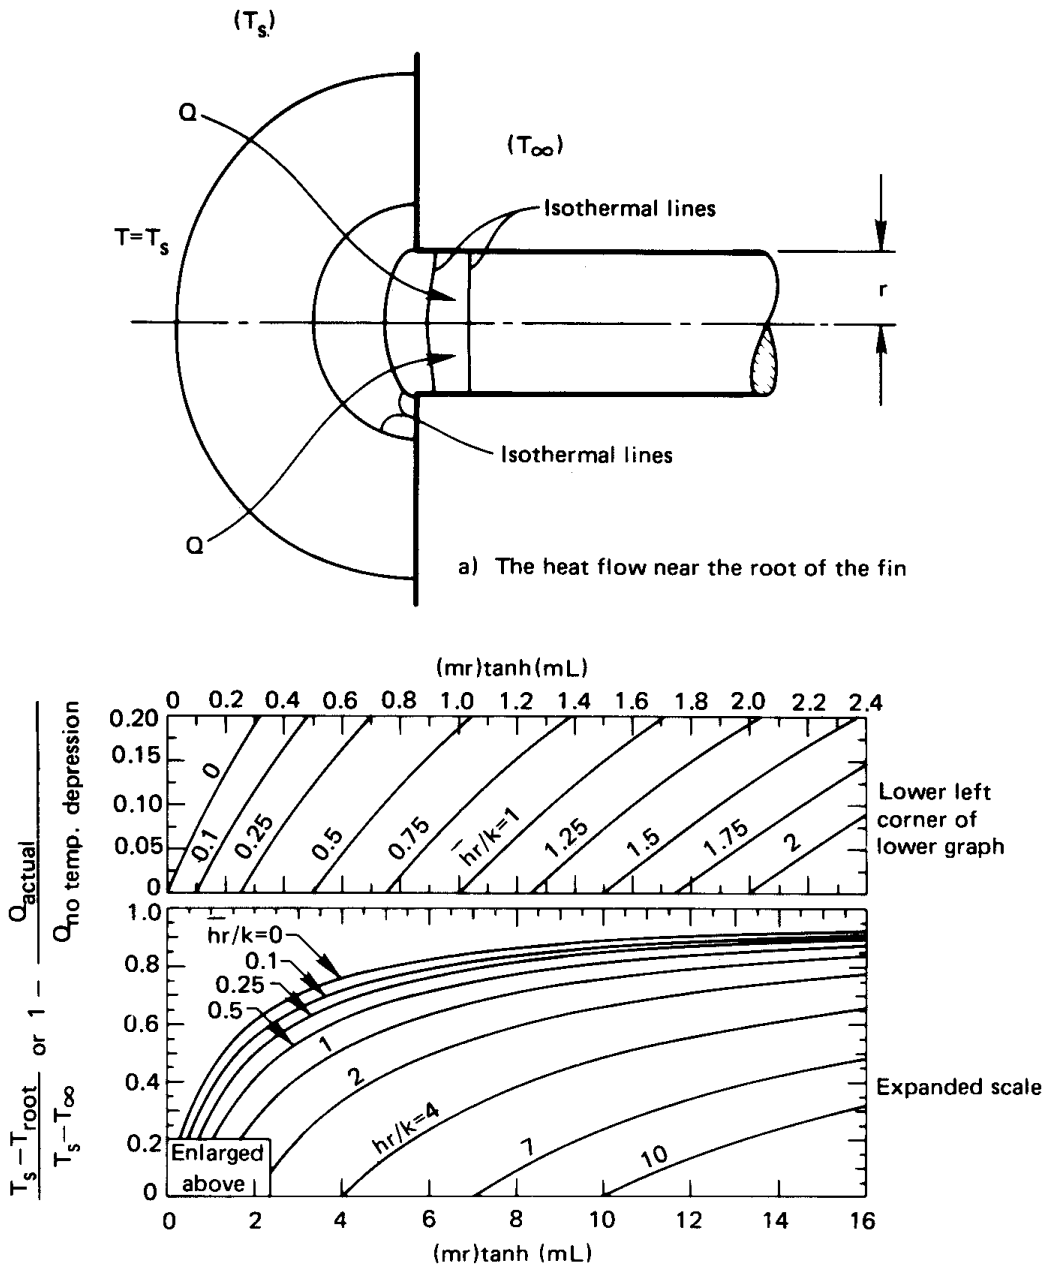 (Ts)
Q
(T∞)
Isothermal lines
T=Ts
r
Isothermal lines
Q
a) The heat flow near the root of the fin
(mr)tanh(mL)
0 0.2 0.4 0.6 0.8 1.0 1.2 1.4 1.6 1.8 2.0 2.2 2.4
0.20
0.15
0.10
0.05
0
0
0.1
0.25
0.5
0.75
h̅r/k=1
1.25
1.5
1.75
2
Lower left
corner of
lower graph
Ts − Troot / Ts − T∞ or 1 − Qactual / Qno temp. depression
1.0
0.8
0.6
0.4
0.2
0
h̅r/k=0
0.1
0.25
0.5
1
2
hr/k=4
7
10
Enlarged
above
Expanded scale
0 2 4 6 8 10 12 14 16
(mr)tanh (mL)